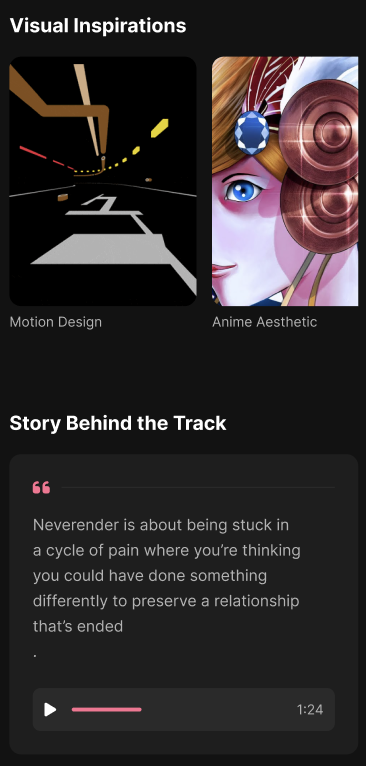 Visual Inspirations
Motion Design
Anime Aesthetic
Story Behind the Track
“
Neverender is about being stuck in
a cycle of pain where you’re thinking
you could have done something
differently to preserve a relationship
that’s ended
.
1:24